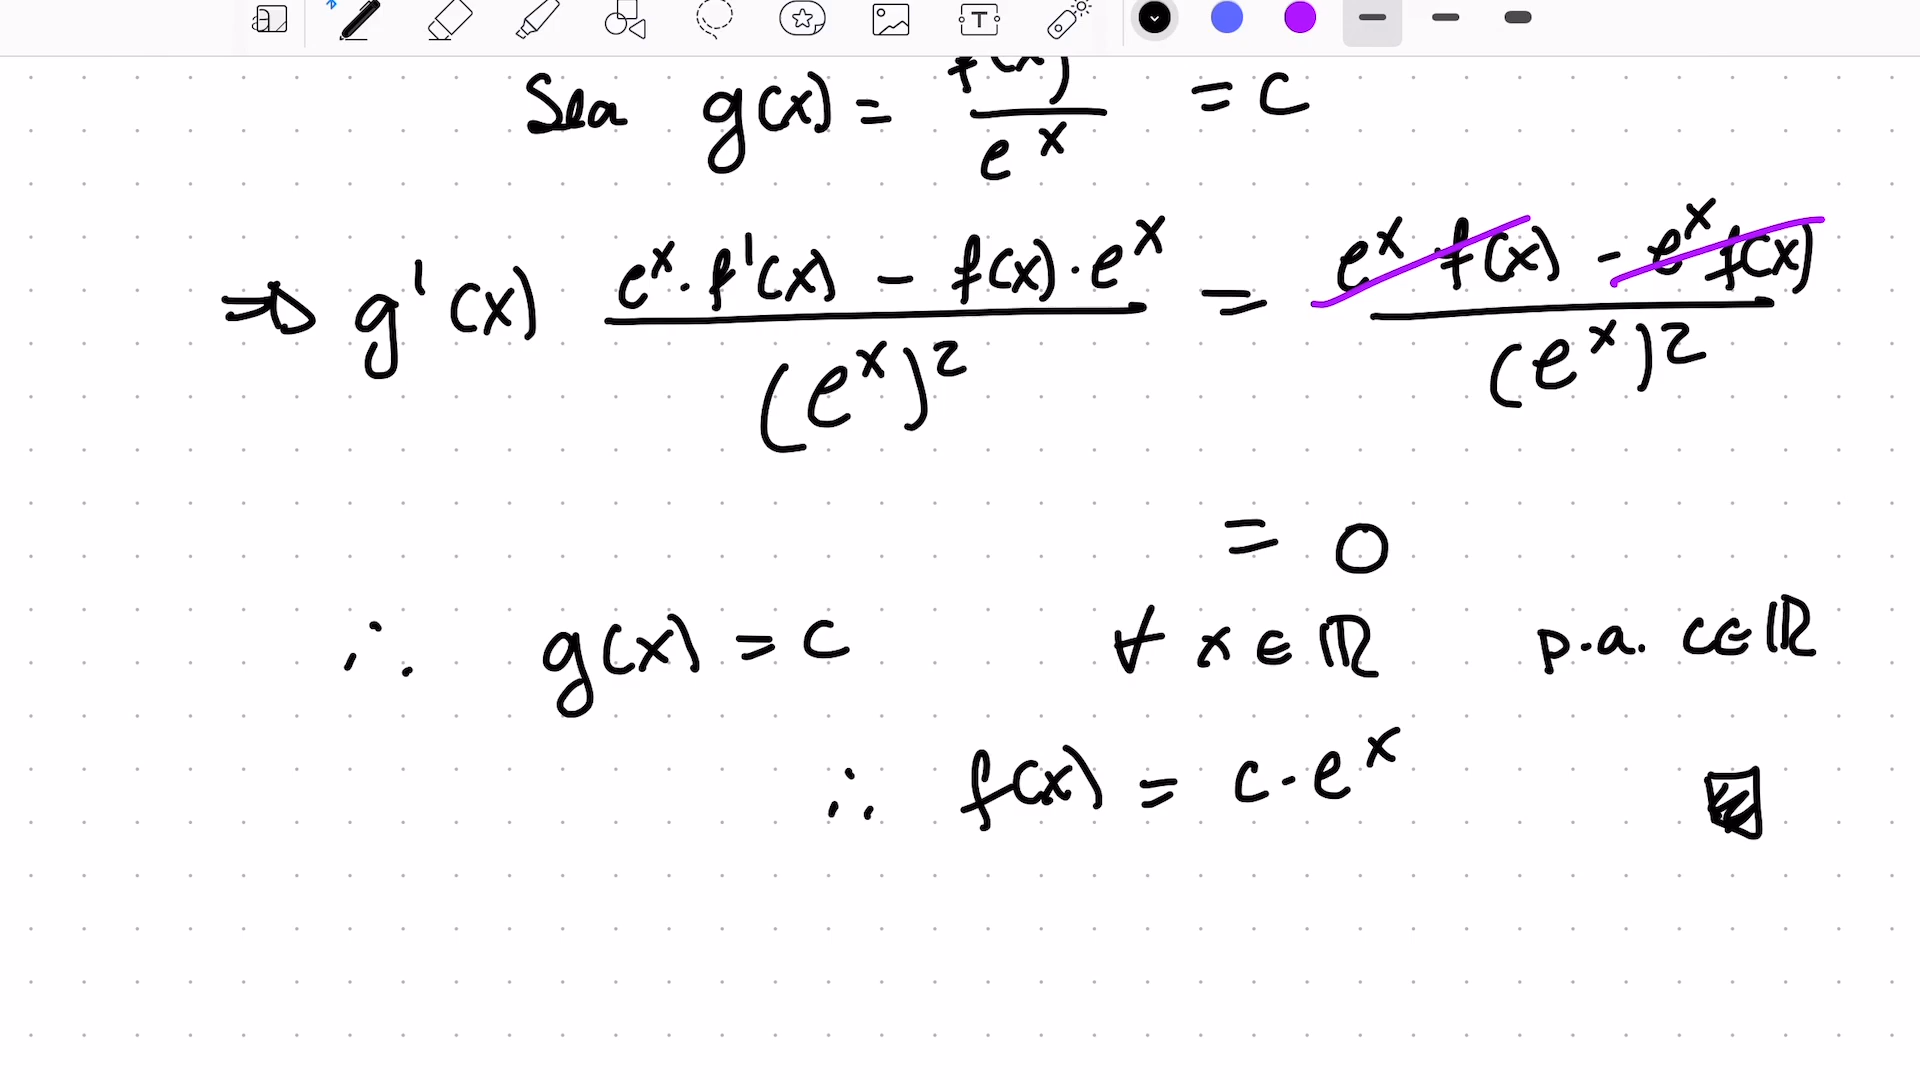 Sea g(x) = f(x) / e^x = c
⇒ g'(x) e^x · f'(x) - f(x) · e^x / (e^x)^2 = e^x f(x) - e^x f(x) / (e^x)^2
= 0
∴ g(x) = c ∀ x ∈ ℝ p.a. c ∈ ℝ
∴ f(x) = c · e^x